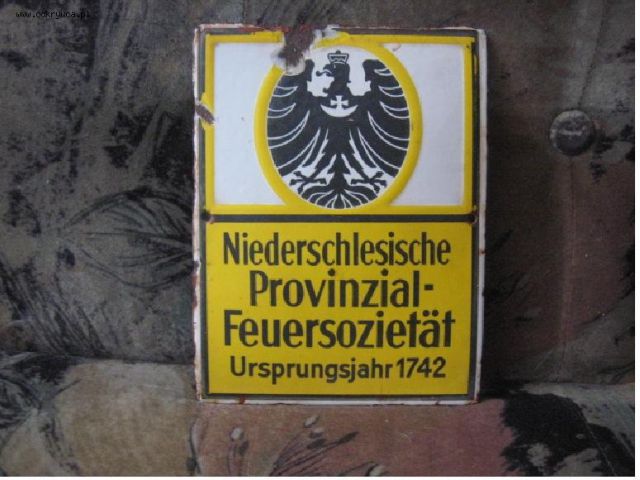 www.odkrywca.pl
Niederschlesische
Provinzial-
Feuersozietät
Ursprungsjahr 1742